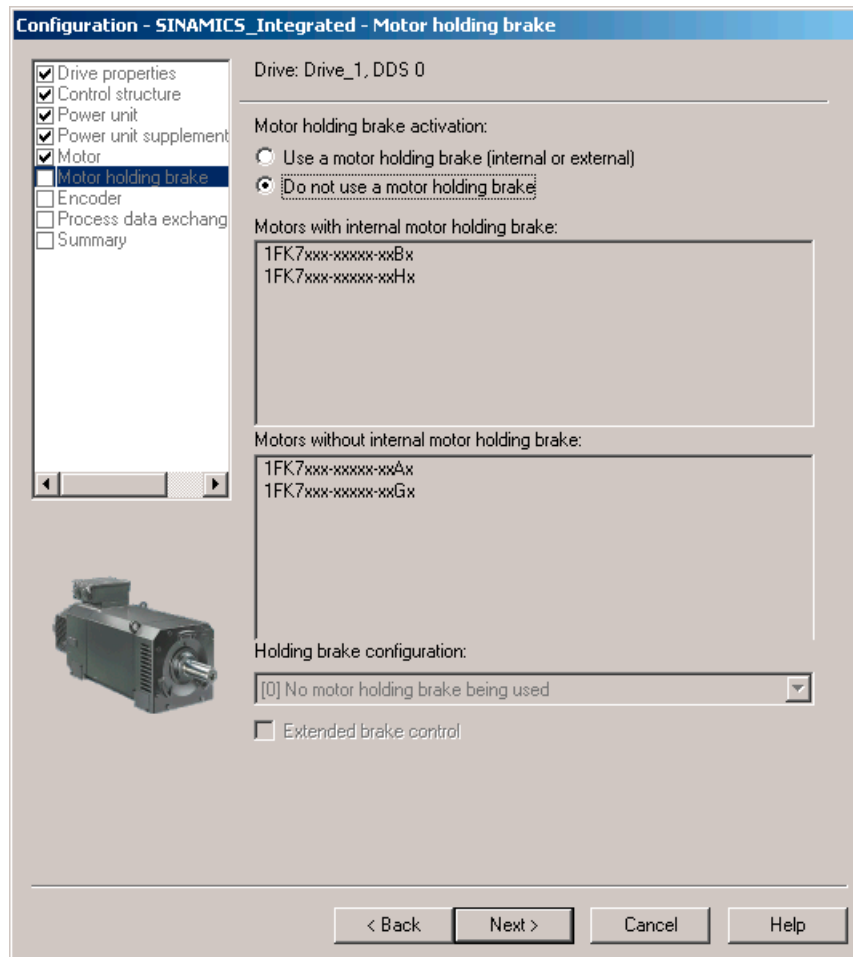 Configuration - SINAMICS_Integrated - Motor holding brake
Drive properties
Control structure
Power unit
Power unit supplement
Motor
Motor holding brake
Encoder
Process data exchang
Summary
Drive: Drive_1, DDS 0
Motor holding brake activation:
Use a motor holding brake (internal or external)
Do not use a motor holding brake
Motors with internal motor holding brake:
1FK7xxx-xxxxx-xxBx
1FK7xxx-xxxxx-xxHx
Motors without internal motor holding brake:
1FK7xxx-xxxxx-xxAx
1FK7xxx-xxxxx-xxGx
Holding brake configuration:
[0] No motor holding brake being used
Extended brake control
< Back
Next >
Cancel
Help